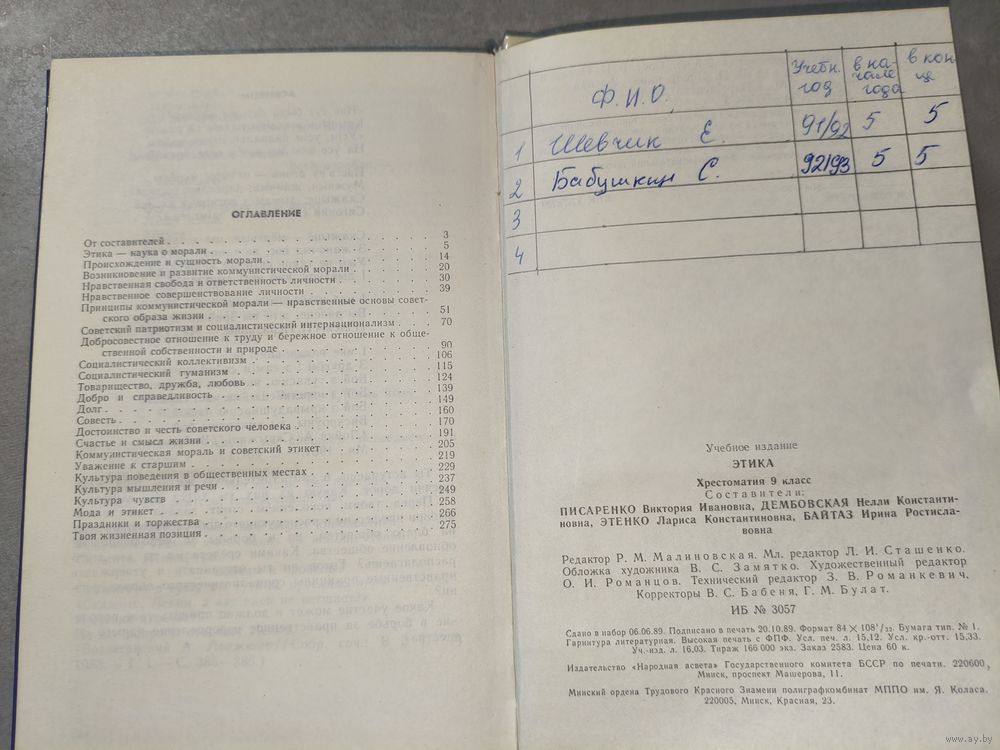 ОГЛАВЛЕНИЕ
От составителей . . . . . . . . . . . . . . . 3
Этика — наука о морали . . . . . . . . . . . . 5
Происхождение и сущность морали . . . . . . . . . 14
Возникновение и развитие коммунистической морали . . . . 20
Нравственная свобода и ответственность личности . . . . 30
Нравственное совершенствование личности . . . . . . 39
Принципы коммунистической морали — нравственные основы совет-
ского образа жизни . . . . . . . . . . . . . 51
Советский патриотизм и социалистический интернационализм . . . 70
Добросовестное отношение к труду и бережное отношение к обще-
ственной собственности и природе . . . . . . . . 90
Социалистический коллективизм . . . . . . . . . 106
Социалистический гуманизм . . . . . . . . . . 115
Товарищество, дружба, любовь . . . . . . . . . 124
Добро и справедливость . . . . . . . . . . . 139
Долг . . . . . . . . . . . . . . . . . 149
Совесть . . . . . . . . . . . . . . . . 160
Достоинство и честь советского человека . . . . . . 170
Счастье и смысл жизни . . . . . . . . . . . 191
Коммунистическая мораль и советский этикет . . . . . 205
Уважение к старшим . . . . . . . . . . . . 219
Культура поведения в общественных местах . . . . . . 229
Культура мышления и речи . . . . . . . . . . 237
Культура чувств . . . . . . . . . . . . . 249
Мода и этикет . . . . . . . . . . . . . . 258
Праздники и торжества . . . . . . . . . . . 266
Твоя жизненная позиция . . . . . . . . . . . 275
Ф.И.О. Учебн. год в на-чале года в кон-це
1 Шевчик Е. 91/92 5 5
2 Бабушкин С. 92/93 5 5
3
4
Учебное издание
ЭТИКА
Хрестоматия 9 класс
Составители:
ПИСАРЕНКО Виктория Ивановна, ДЕМБОВСКАЯ Нелли Константи-
новна, ЭТЕНКО Лариса Константиновна, БАЙТАЗ Ирина Ростисла-
вовна
Редактор Р. М. Малиновская. Мл. редактор Л. И. Сташенко.
Обложка художника В. С. Замятко. Художественный редактор
О. И. Романцов. Технический редактор З. В. Романкевич,
Корректоры В. С. Бабеня, Г. М. Булат.
ИБ № 3057
Сдано в набор 06.06.89. Подписано в печать 20.10.89. Формат 84 × 108¹/₃₂. Бумага тип. № 1.
Гарнитура литературная. Высокая печать с ФПФ. Усл. печ. л. 15,12. Усл. кр.-отт. 15,33.
Уч.-изд. л. 16,03. Тираж 166 000 экз. Заказ 2583. Цена 60 к.
Издательство «Народная асвета» Государственного комитета БССР по печати. 220600,
Минск, проспект Машерова, 11.
Минский ордена Трудового Красного Знамени полиграфкомбинат МППО им. Я. Коласа.
220005, Минск, Красная, 23.
www.ay.by